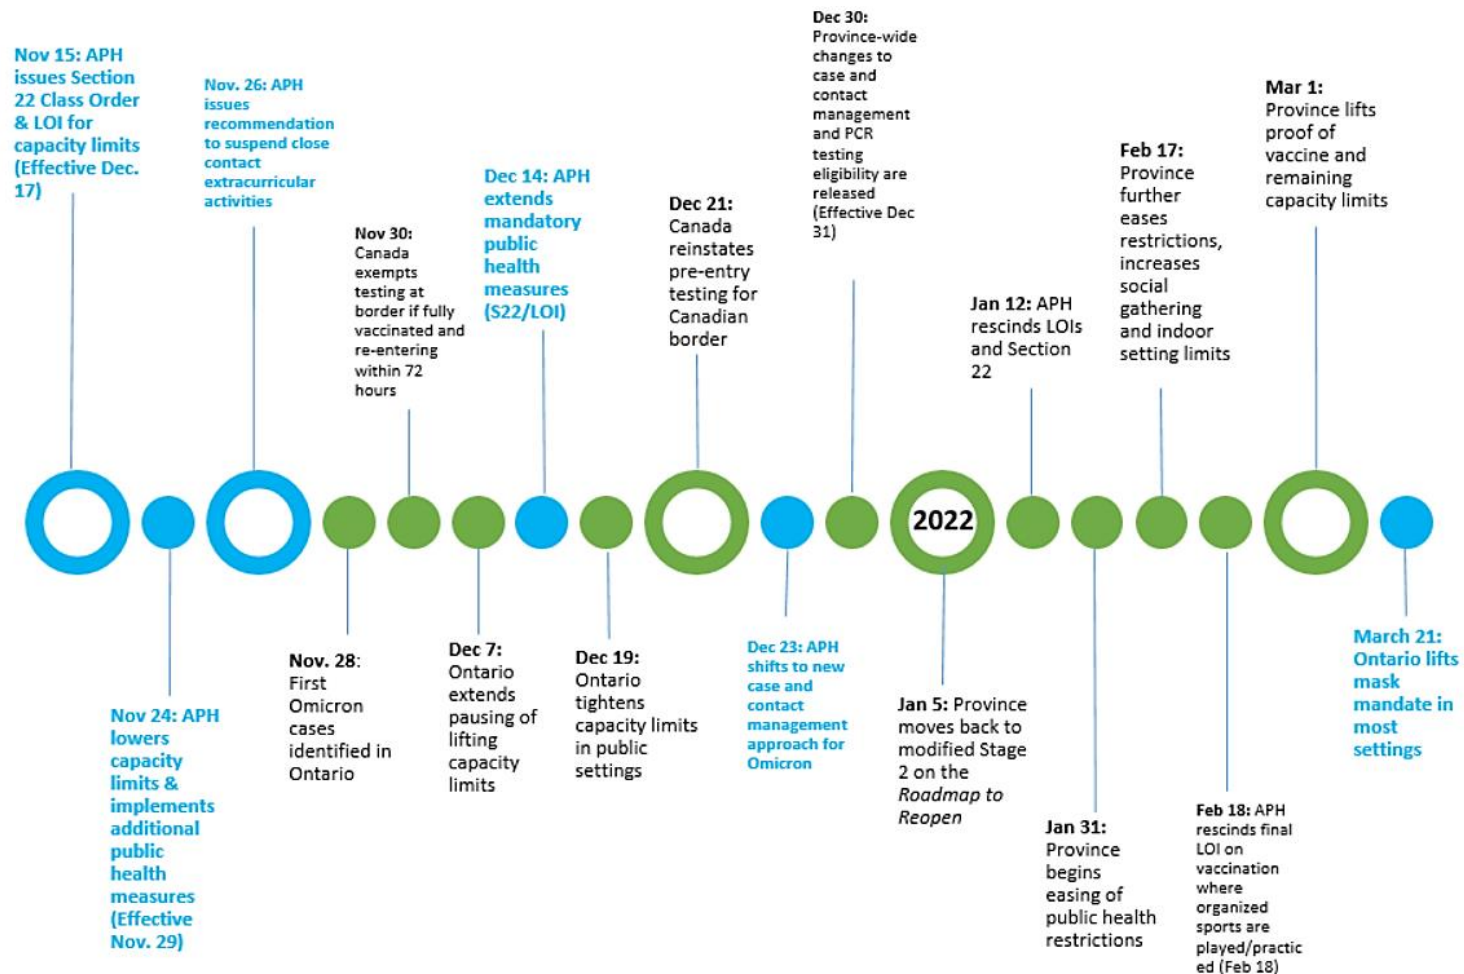 Nov 15: APH
issues Section
22 Class Order
& LOI for
capacity limits
(Effective Dec.
17)
Nov 24: APH
lowers
capacity
limits &
implements
additional
public
health
measures
(Effective
Nov. 29)
Nov. 26: APH
issues
recommendation
to suspend close
contact
extracurricular
activities
Nov. 28:
First
Omicron
cases
identified in
Ontario
Nov 30:
Canada
exempts
testing at
border if fully
vaccinated and
re-entering
within 72
hours
Dec 7:
Ontario
extends
pausing of
lifting
capacity
limits
Dec 14: APH
extends
mandatory
public
health
measures
(S22/LOI)
Dec 19:
Ontario
tightens
capacity limits
in public
settings
Dec 21:
Canada
reinstates
pre-entry
testing for
Canadian
border
Dec 23: APH
shifts to new
case and
contact
management
approach for
Omicron
Dec 30:
Province-wide
changes to
case and
contact
management
and PCR
testing
eligibility are
released
(Effective Dec
31)
2022
Jan 5: Province
moves back to
modified Stage
2 on the
Roadmap to
Reopen
Jan 12: APH
rescinds LOIs
and Section
22
Jan 31:
Province
begins
easing of
public health
restrictions
Feb 17:
Province
further
eases
restrictions,
increases
social
gathering
and indoor
setting limits
Feb 18: APH
rescinds final
LOI on
vaccination
where
organized
sports are
played/practic
ed (Feb 18)
Mar 1:
Province lifts
proof of
vaccine and
remaining
capacity limits
March 21:
Ontario lifts
mask
mandate in
most
settings